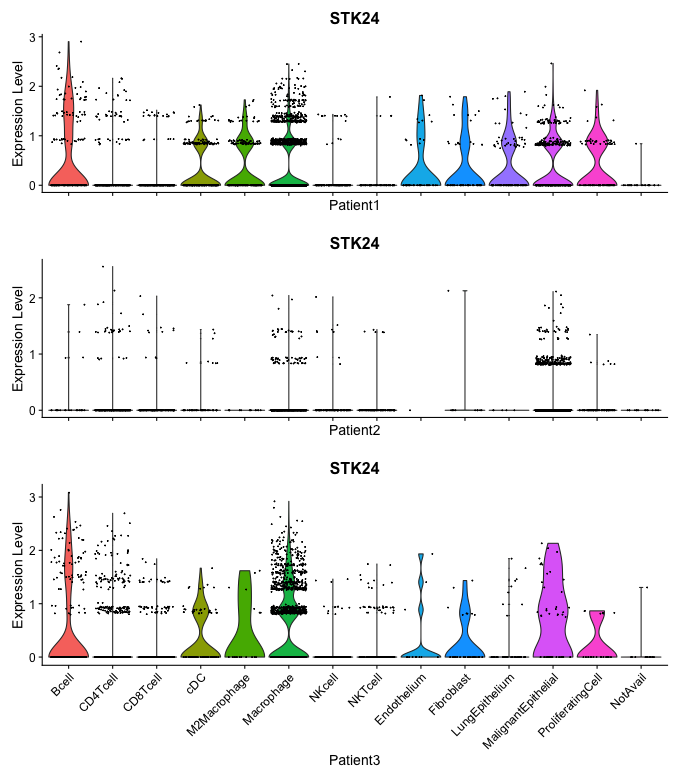 STK24
Expression Level
3
2
1
0
Patient1
STK24
Expression Level
2
1
0
Patient2
STK24
Expression Level
3
2
1
0
Bcell
CD4Tcell
CD8Tcell
cDC
M2Macrophage
Macrophage
NKcell
NKTcell
Endothelium
Fibroblast
LungEpithelium
MalignantEpithelial
ProliferatingCell
NotAvail
Patient3